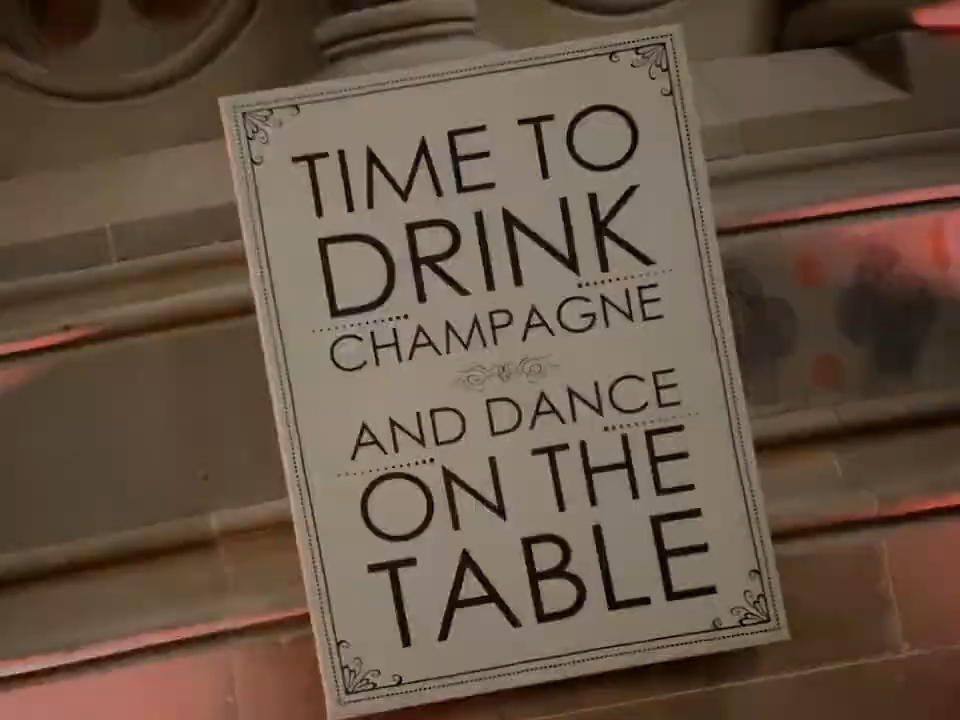 TIME TO
DRINK
CHAMPAGNE
AND DANCE
ON THE
TABLE